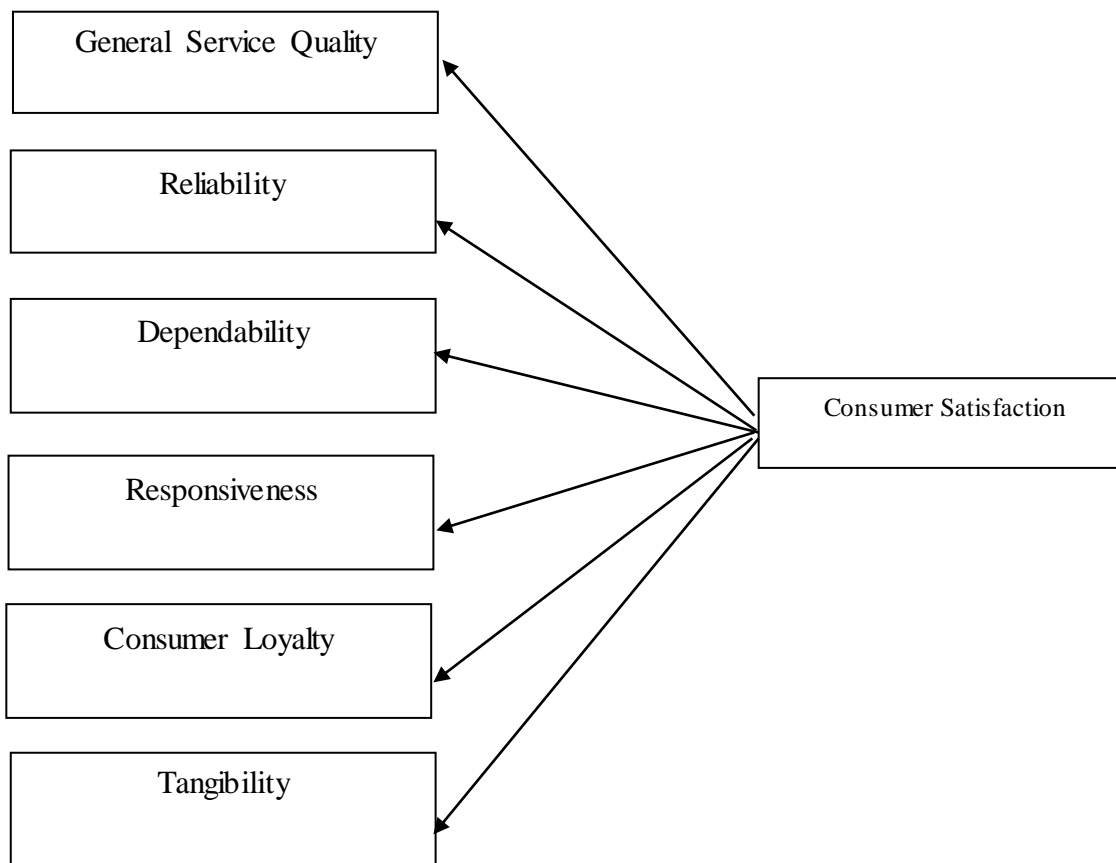 General Service Quality
Reliability
Dependability
Consumer Satisfaction
Responsiveness
Consumer Loyalty
Tangibility